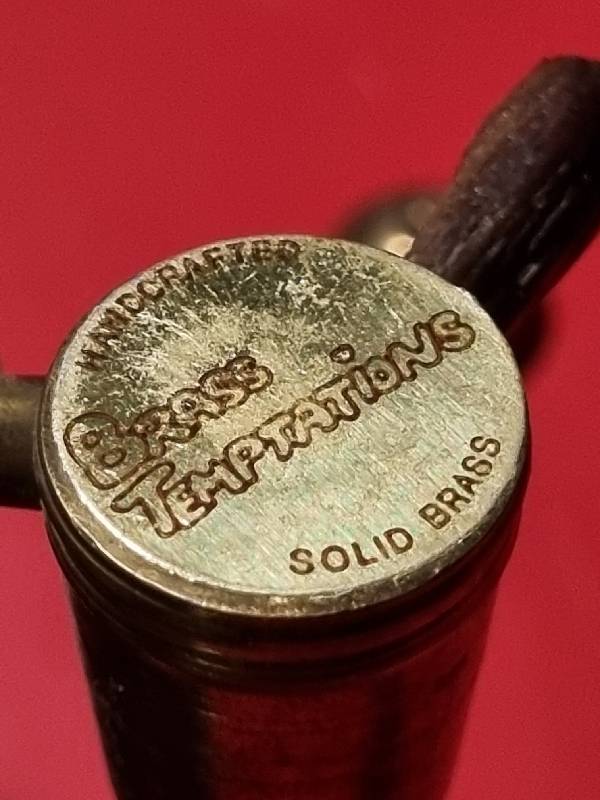 HANDCRAFTED
BRASS
TEMPTATIONS
SOLID BRASS